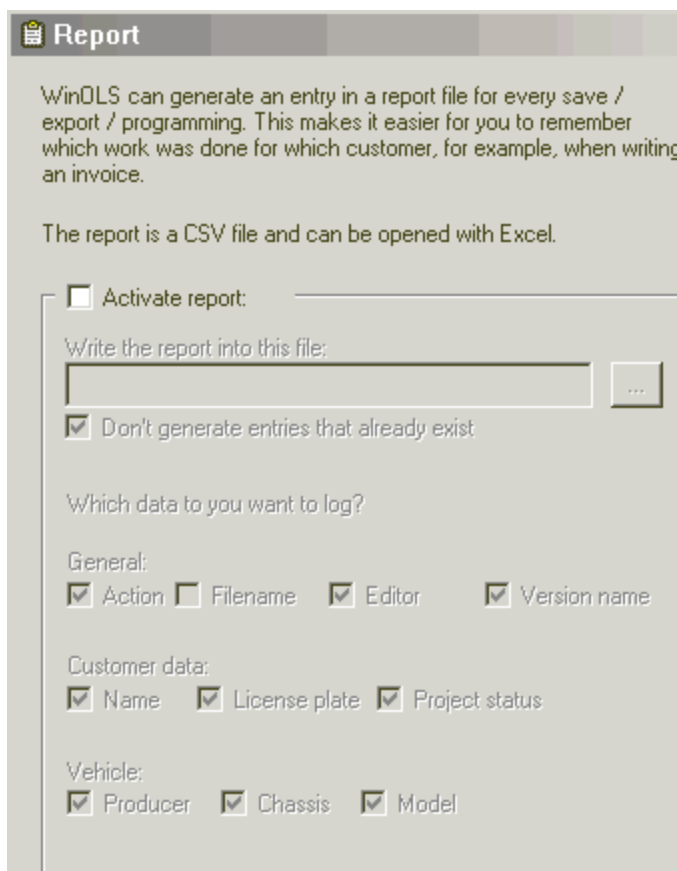 Report
WinOLS can generate an entry in a report file for every save /
export / programming. This makes it easier for you to remember
which work was done for which customer, for example, when writing
an invoice.
The report is a CSV file and can be opened with Excel.
Activate report:
Write the report into this file:
...
Don't generate entries that already exist
Which data to you want to log?
General:
Action Filename Editor Version name
Customer data:
Name License plate Project status
Vehicle:
Producer Chassis Model